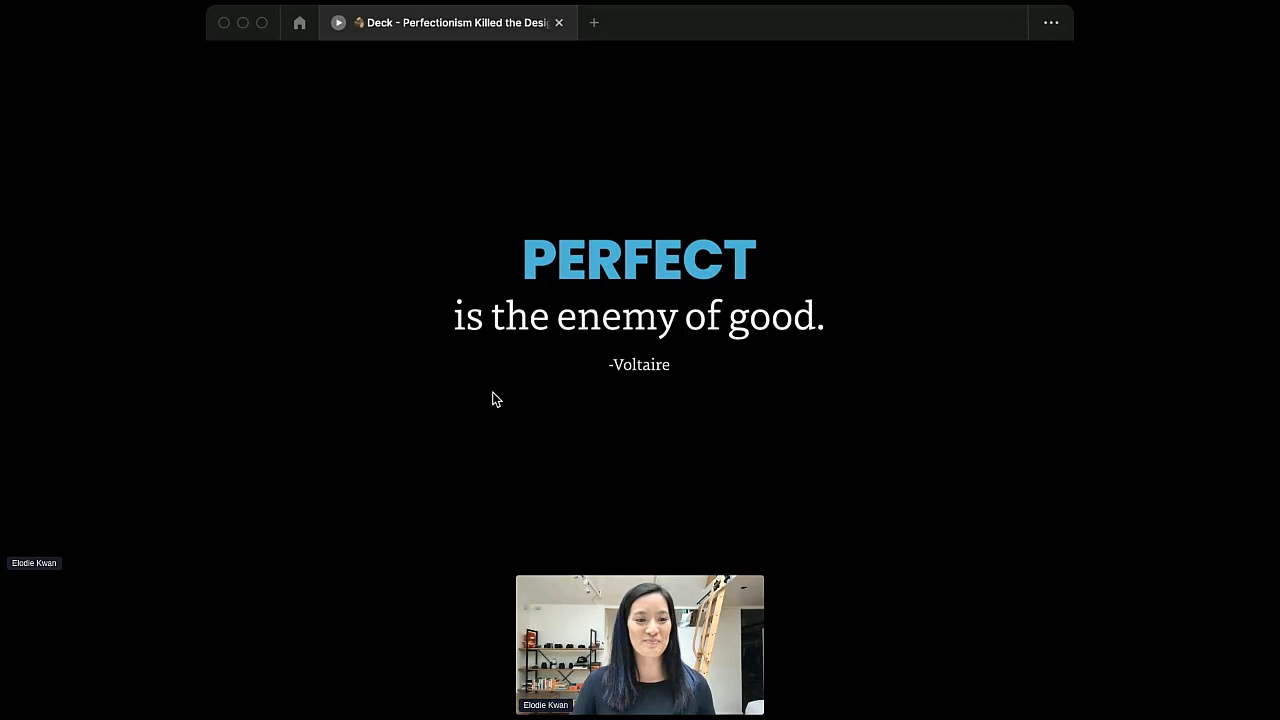 Deck - Perfectionism Killed the Desi
PERFECT
is the enemy of good.
-Voltaire
Elodie Kwan
Elodie Kwan